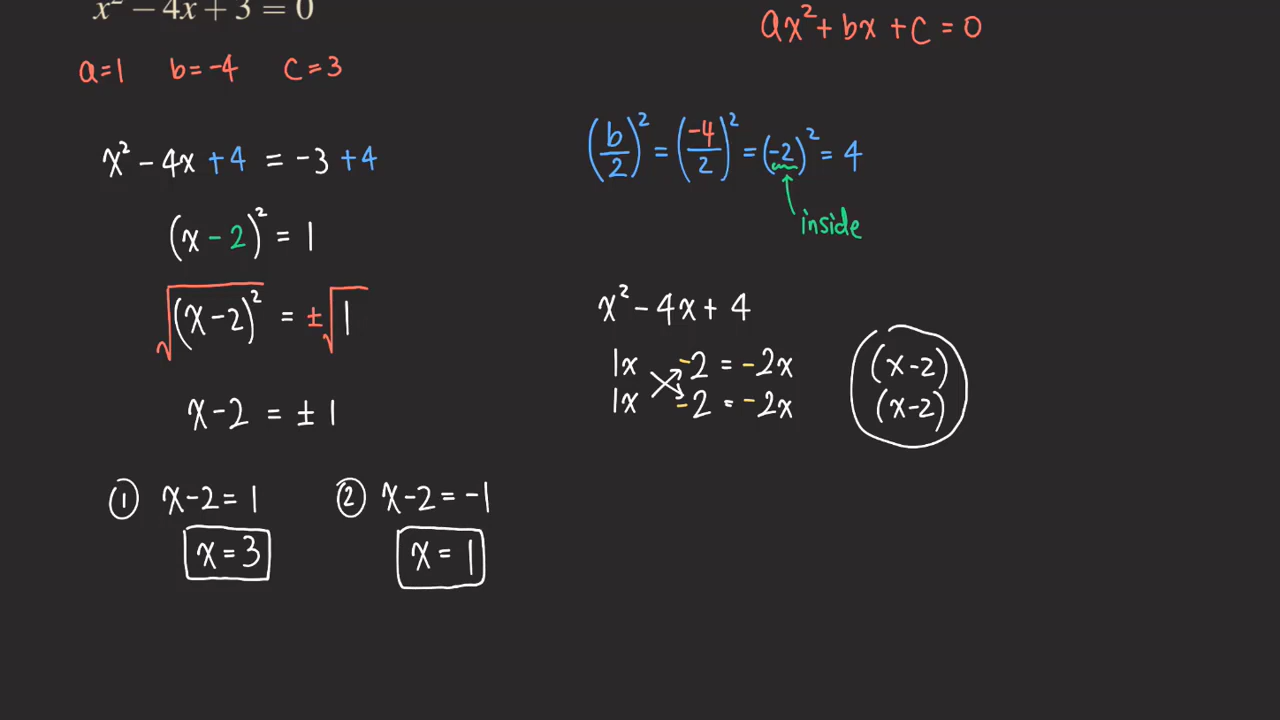 x² − 4x + 3 = 0
a=1 b=-4 c=3
x² - 4x +4 = -3 +4
(x - 2)² = 1
√(x-2)² = ±√1
x-2 = ± 1
① x-2 = 1 ② x-2 = -1
x = 3 x = 1
ax² + bx + c = 0
(b/2)² = (-4/2)² = (-2)² = 4
inside
x² - 4x + 4
1x -2 = -2x (x-2)
1x -2 = -2x (x-2)